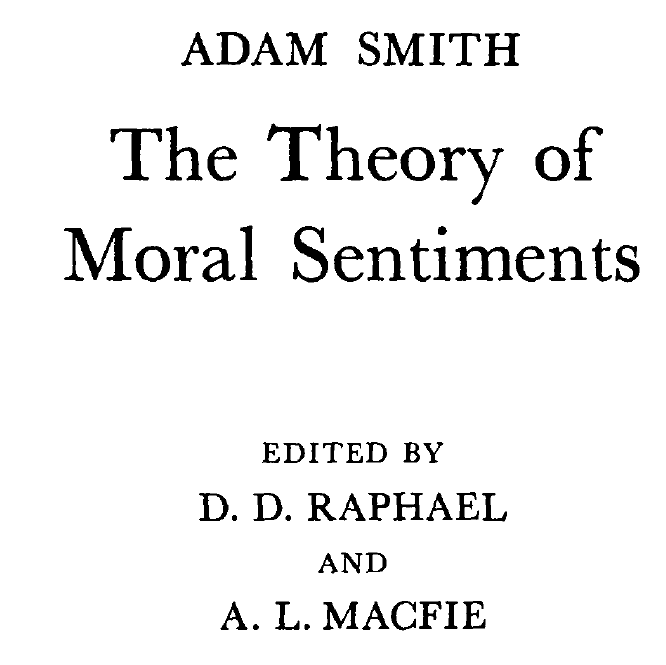 ADAM SMITH
The Theory of
Moral Sentiments
EDITED BY
D. D. RAPHAEL
AND
A. L. MACFIE